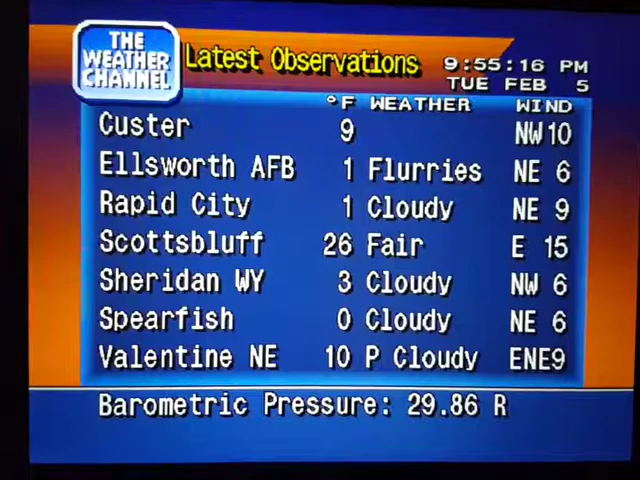 THE
WEATHER
CHANNEL
Latest Observations
9:55:16 PM
TUE FEB 5
°F WEATHER WIND
Custer 9 NW 10
Ellsworth AFB 1 Flurries NE 6
Rapid City 1 Cloudy NE 9
Scottsbluff 26 Fair E 15
Sheridan WY 3 Cloudy NW 6
Spearfish 0 Cloudy NE 6
Valentine NE 10 P Cloudy ENE9
Barometric Pressure: 29.86 R